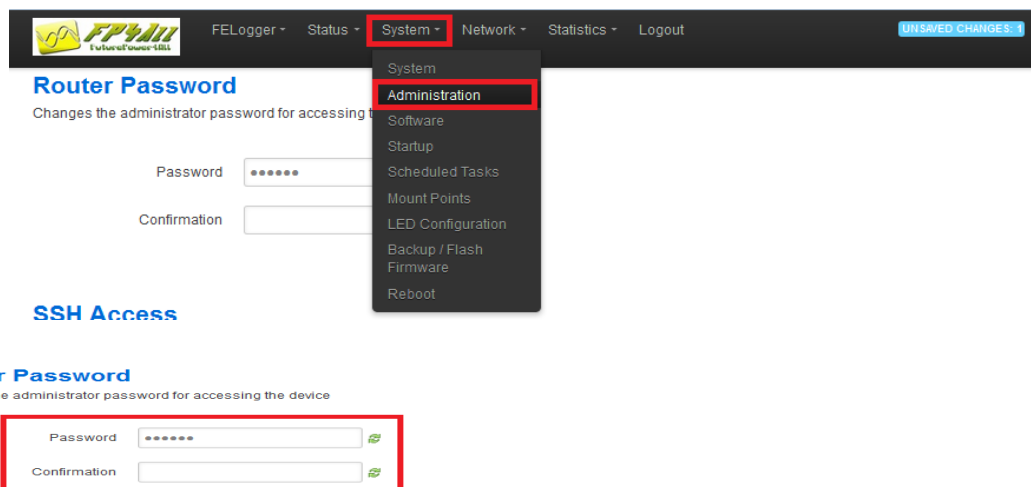 FP4All FELogger Status System Network Statistics Logout UNSAVED CHANGES: 1
FuturePower4All
System
Router Password
Administration
Changes the administrator password for accessing t
Software
Startup
Password ●●●●●● Scheduled Tasks
Mount Points
Confirmation
LED Configuration
Backup / Flash
Firmware
Reboot
SSH Access
r Password
e administrator password for accessing the device
Password ●●●●●●
Confirmation